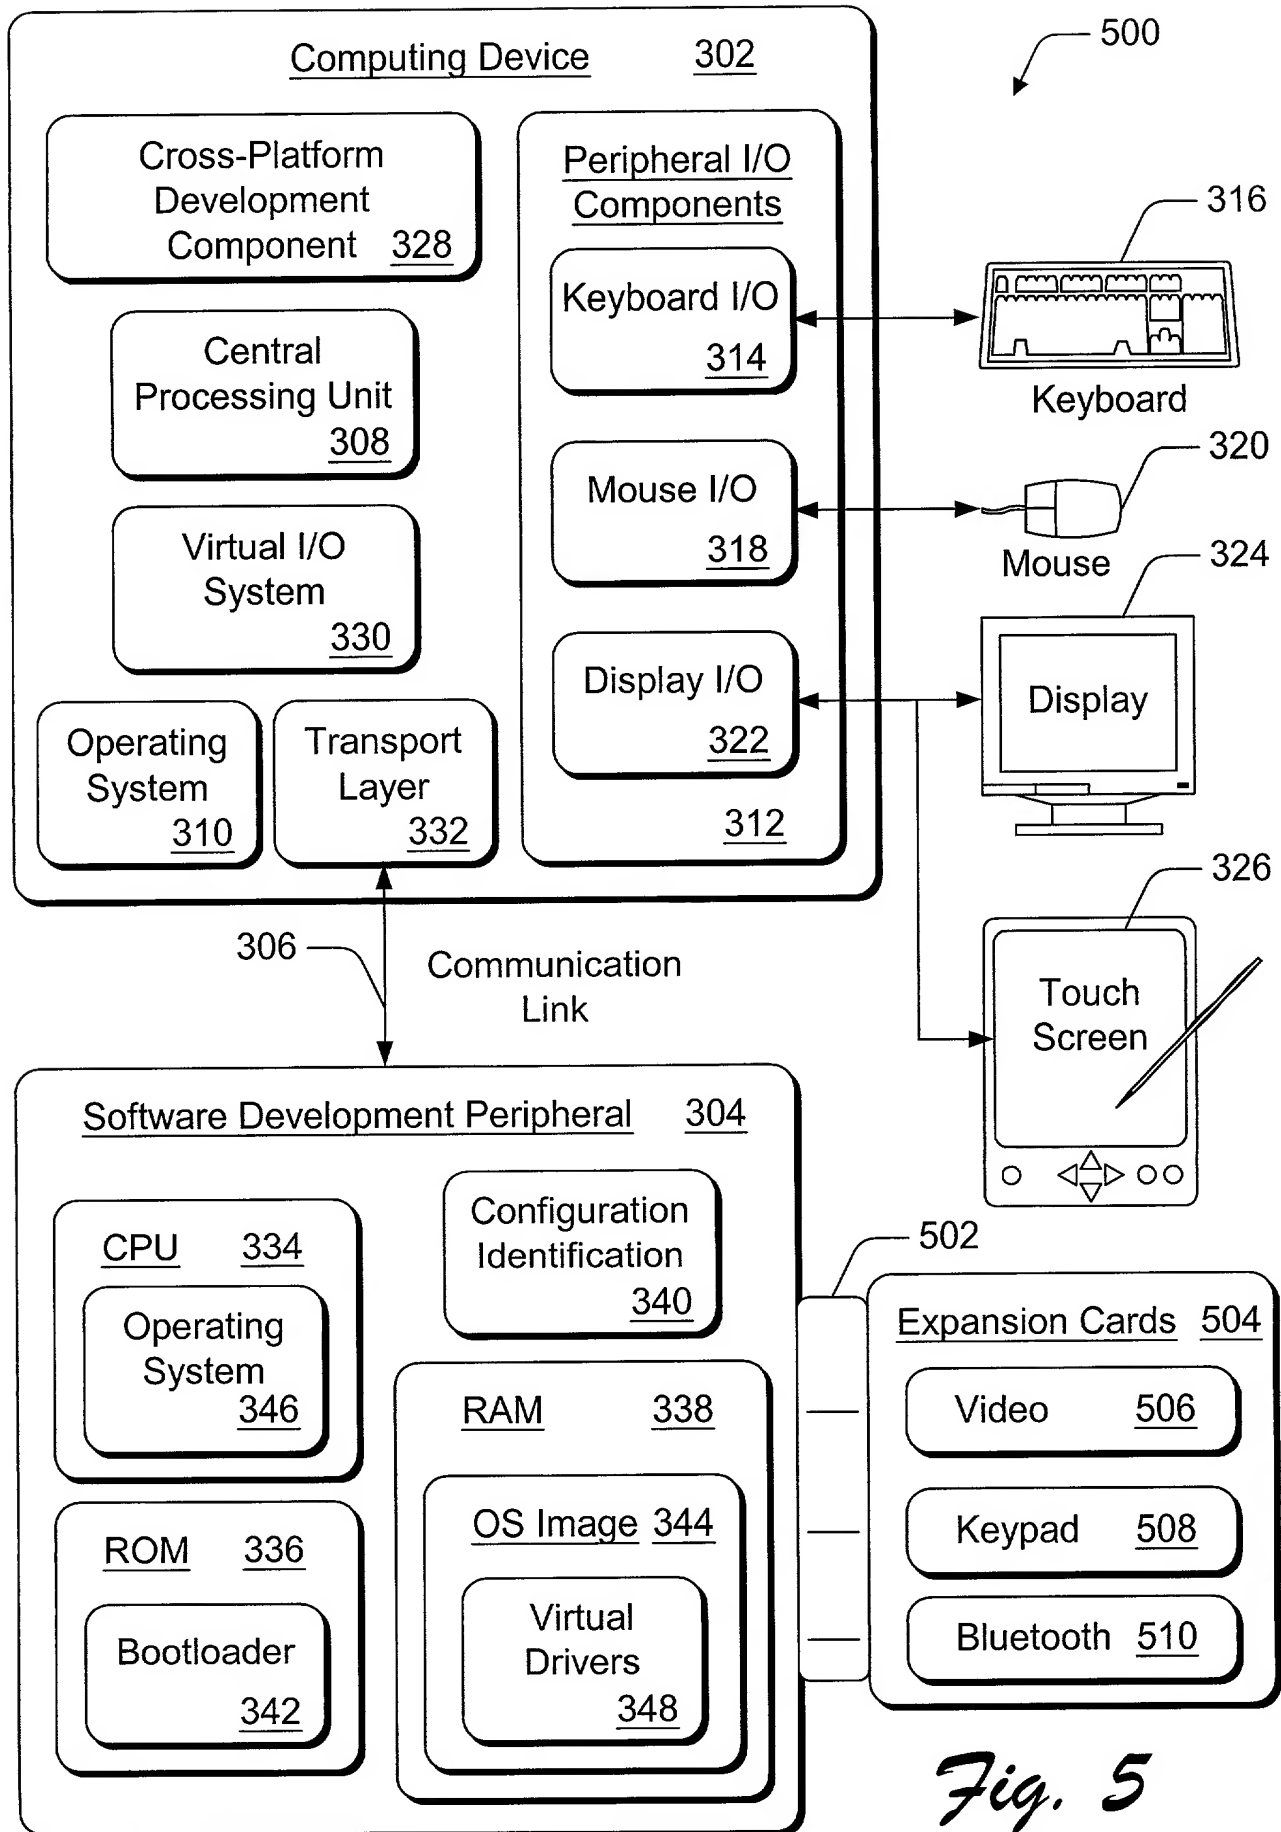 Computing Device 302
500
Cross-Platform
Development
Component 328
Peripheral I/O
Components
316
Keyboard I/O
314
Keyboard
Central
Processing Unit
308
Mouse I/O
318
320
Mouse
Virtual I/O
System
330
324
Display I/O
322
Display
Operating
System
310
Transport
Layer
332
312
326
306
Communication
Link
Touch
Screen
Software Development Peripheral 304
Configuration
Identification
340
CPU 334
Operating
System
346
502
Expansion Cards 504
Video 506
Keypad 508
Bluetooth 510
RAM 338
OS Image 344
Virtual
Drivers
348
ROM 336
Bootloader
342
Fig. 5